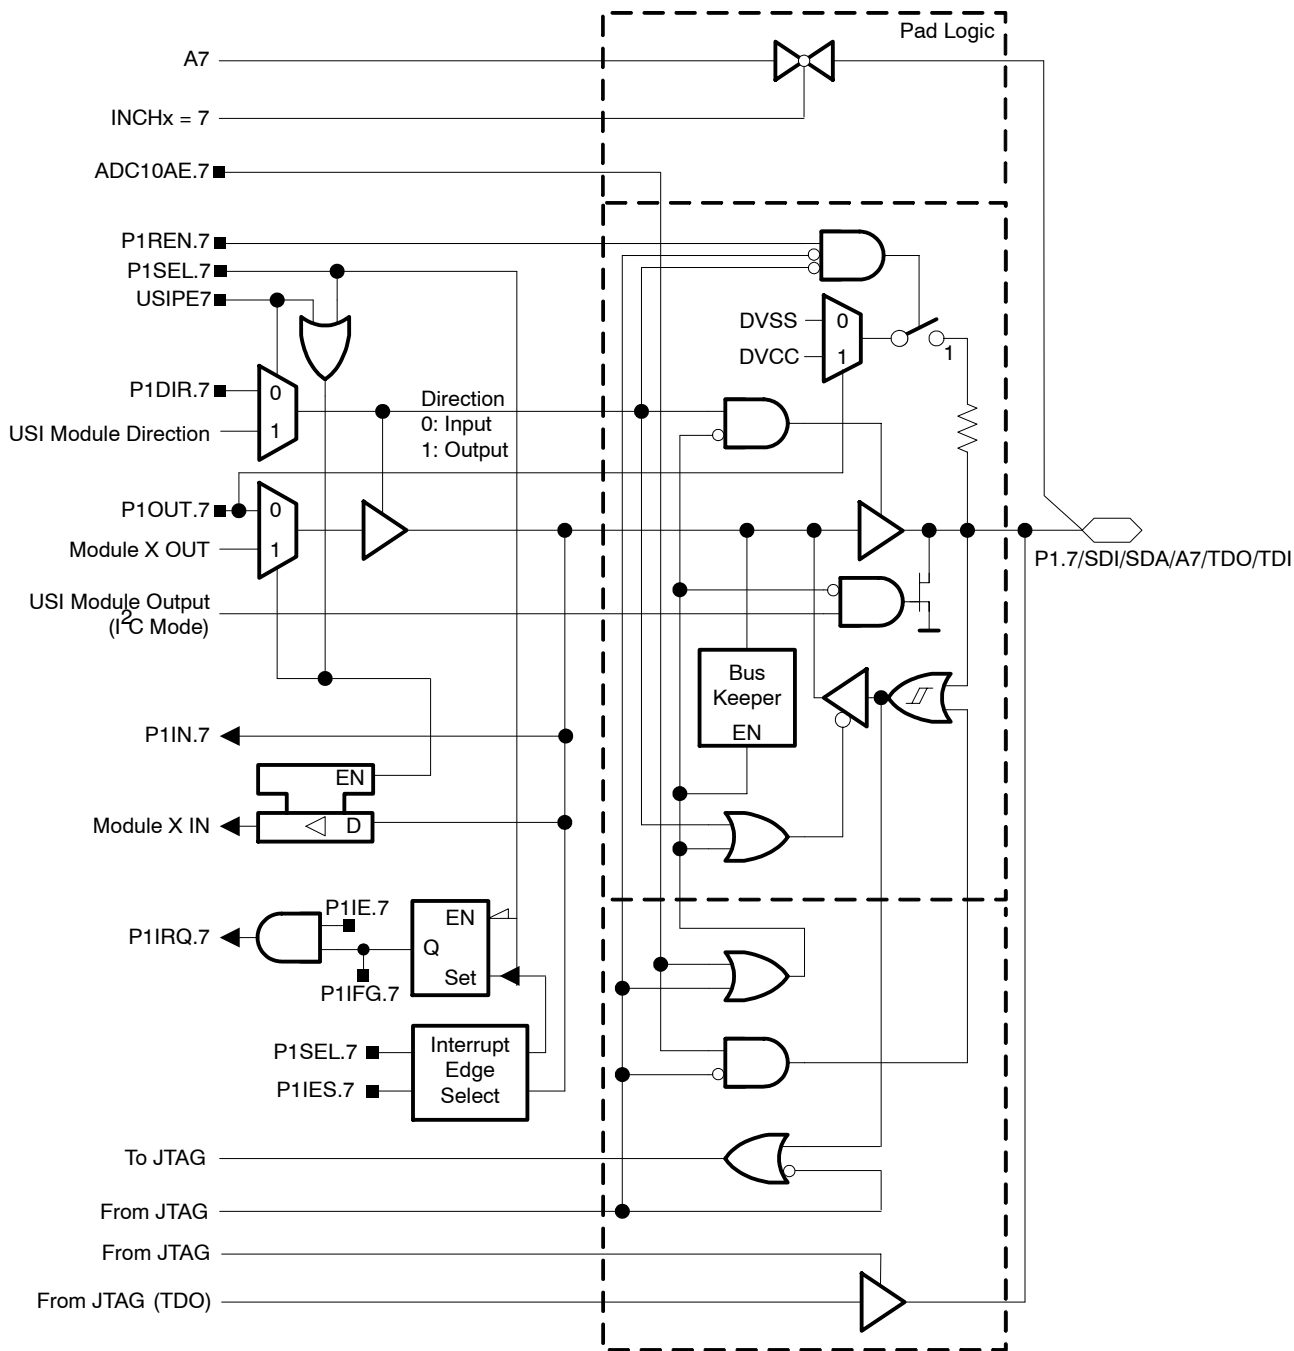 Pad Logic
A7
INCHx = 7
ADC10AE.7
P1REN.7
P1SEL.7
USIPE7
DVSS
0
DVCC
1
1
P1DIR.7
0
USI Module Direction
1
Direction
0: Input
1: Output
P1OUT.7
0
Module X OUT
1
P1.7/SDI/SDA/A7/TDO/TDI
USI Module Output
(I2C Mode)
Bus
Keeper
EN
P1IN.7
EN
Module X IN
D
P1IE.7
P1IRQ.7
EN
Q
Set
P1IFG.7
P1SEL.7
P1IES.7
Interrupt
Edge
Select
To JTAG
From JTAG
From JTAG
From JTAG (TDO)